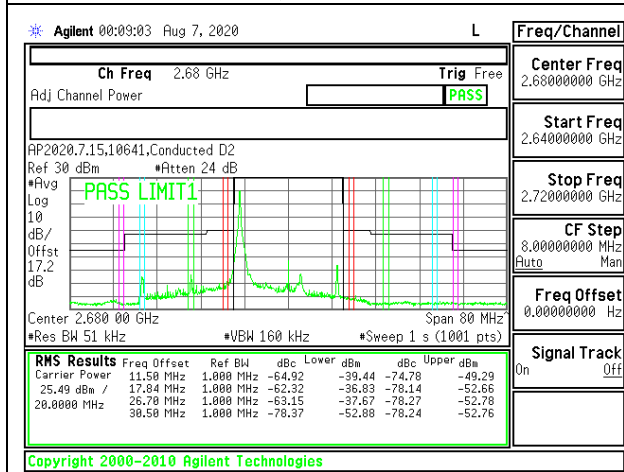 Agilent 00:09:03 Aug 7, 2020 L
Freq/Channel
Ch Freq 2.68 GHz Trig Free
Adj Channel Power PASS
AP2020.7.15,10641,Conducted D2
Ref 30 dBm #Atten 24 dB
#Avg
Log
10
dB/
Offst
17.2
dB
PASS LIMIT1
Center 2.680 00 GHz Span 80 MHz
#Res BW 51 kHz #VBW 160 kHz #Sweep 1 s (1001 pts)
RMS Results Freq Offset Ref BW dBc Lower dBm dBc Upper dBm
Carrier Power 11.50 MHz 1.000 MHz -64.92 -39.44 -74.78 -49.29
25.49 dBm / 17.84 MHz 1.000 MHz -62.32 -36.83 -78.14 -52.66
20.0000 MHz 26.70 MHz 1.000 MHz -63.15 -37.67 -78.27 -52.78
30.50 MHz 1.000 MHz -78.37 -52.88 -78.24 -52.76
Copyright 2000-2010 Agilent Technologies
Center Freq
2.68000000 GHz
Start Freq
2.64000000 GHz
Stop Freq
2.72000000 GHz
CF Step
8.00000000 MHz
Auto Man
Freq Offset
0.00000000 Hz
Signal Track
On Off